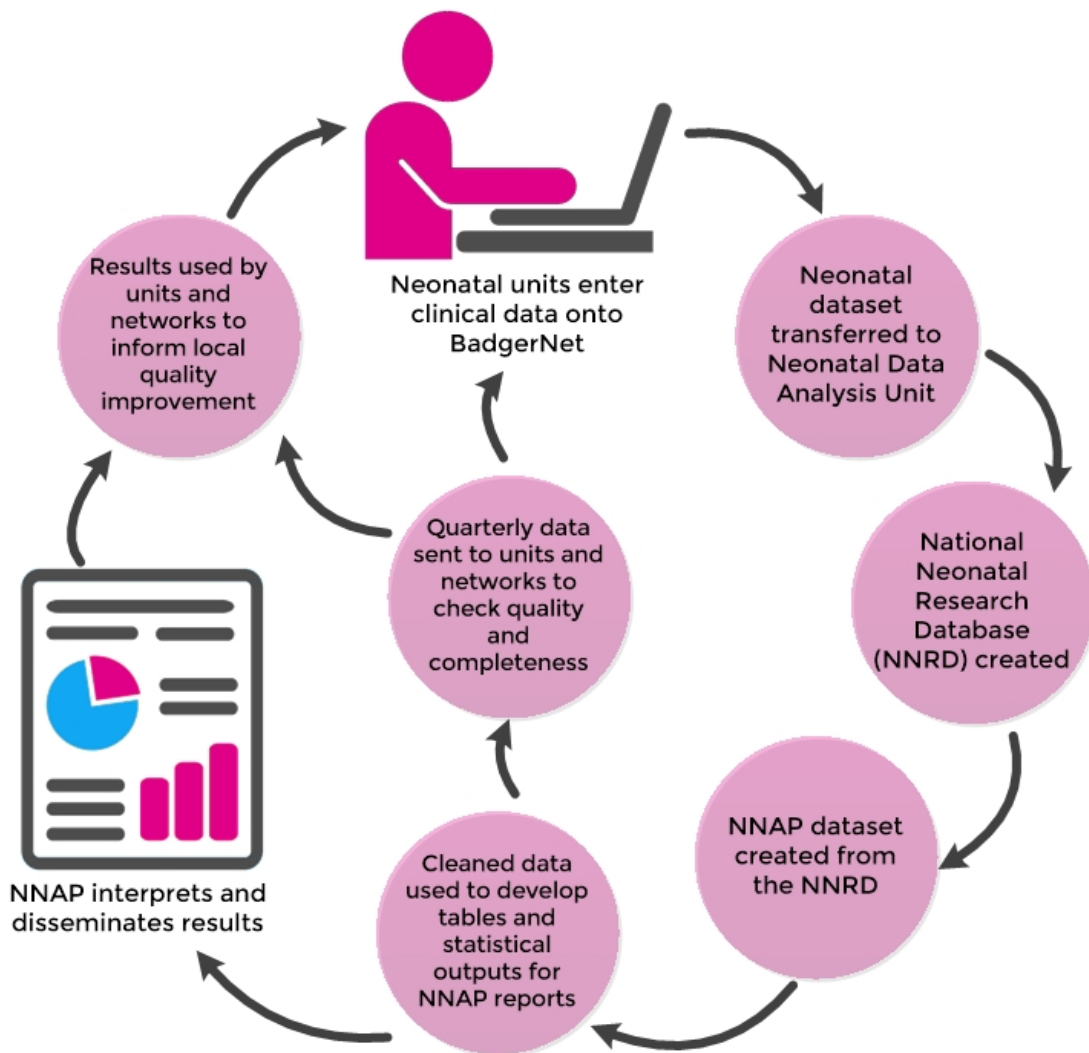 Neonatal units enter
clinical data onto
BadgerNet
Neonatal
dataset
transferred to
Neonatal Data
Analysis Unit
National
Neonatal
Research
Database
(NNRD) created
NNAP dataset
created from
the NNRD
Cleaned data
used to develop
tables and
statistical
outputs for
NNAP reports
Quarterly data
sent to units and
networks to
check quality
and
completeness
NNAP interprets and
disseminates results
Results used by
units and
networks to
inform local
quality
improvement